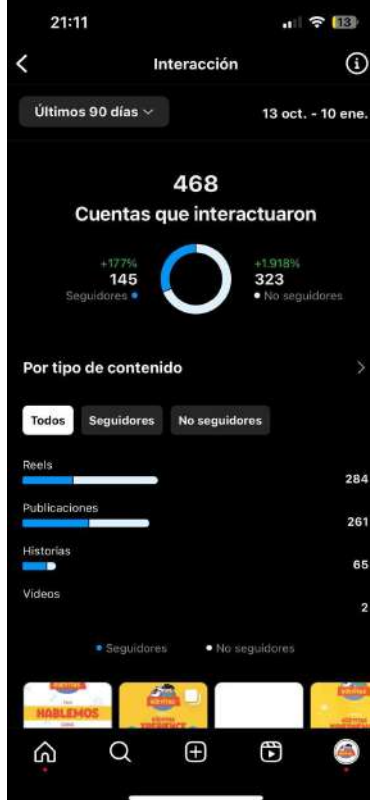 21:11
13
Interacción
Últimos 90 días
13 oct. - 10 ene.
468
Cuentas que interactuaron
+177%
145
Seguidores
+1.918%
323
No seguidores
Por tipo de contenido
Todos
Seguidores
No seguidores
Reels
284
Publicaciones
261
Historias
65
Videos
2
Seguidores
No seguidores
HABLEMOS